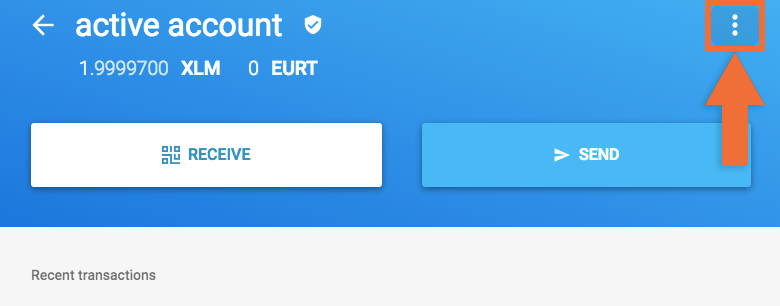 active account
1.9999700 XLM 0 EURT
RECEIVE
SEND
Recent transactions